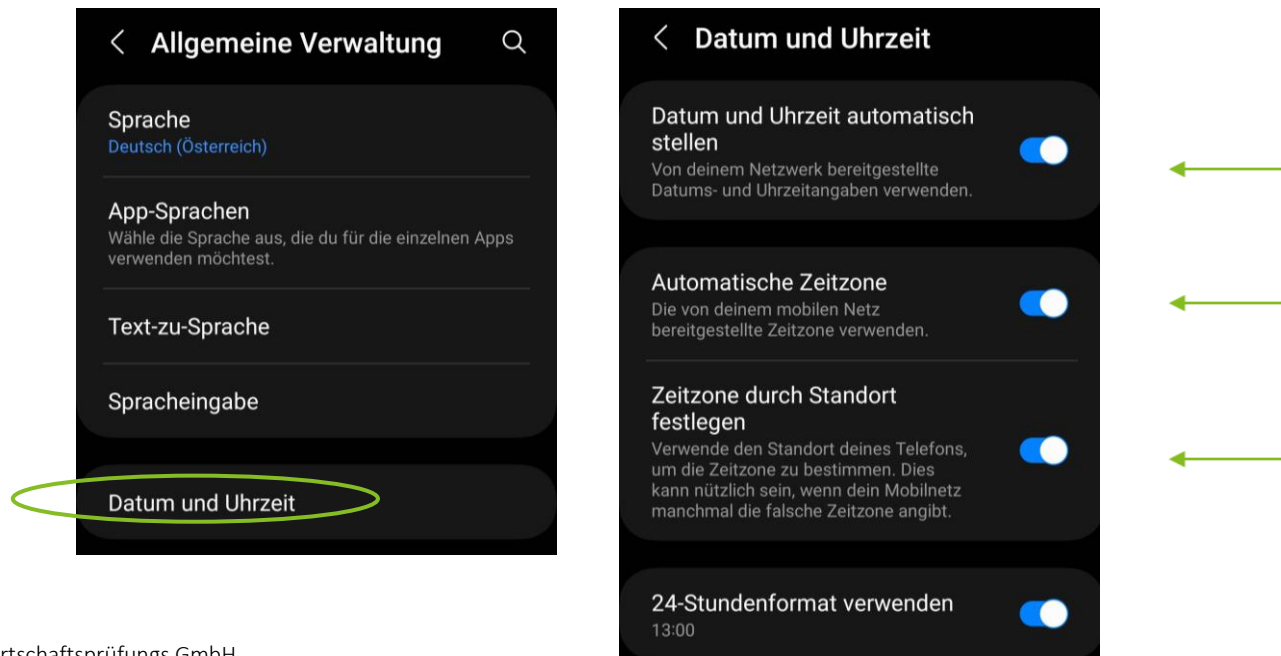 Allgemeine Verwaltung
Sprache
Deutsch (Österreich)
App-Sprachen
Wähle die Sprache aus, die du für die einzelnen Apps
verwenden möchtest.
Text-zu-Sprache
Spracheingabe
Datum und Uhrzeit
Datum und Uhrzeit
Datum und Uhrzeit automatisch
stellen
Von deinem Netzwerk bereitgestellte
Datums- und Uhrzeitangaben verwenden.
Automatische Zeitzone
Die von deinem mobilen Netz
bereitgestellte Zeitzone verwenden.
Zeitzone durch Standort
festlegen
Verwende den Standort deines Telefons,
um die Zeitzone zu bestimmen. Dies
kann nützlich sein, wenn dein Mobilnetz
manchmal die falsche Zeitzone angibt.
24-Stundenformat verwenden
13:00
GmbH